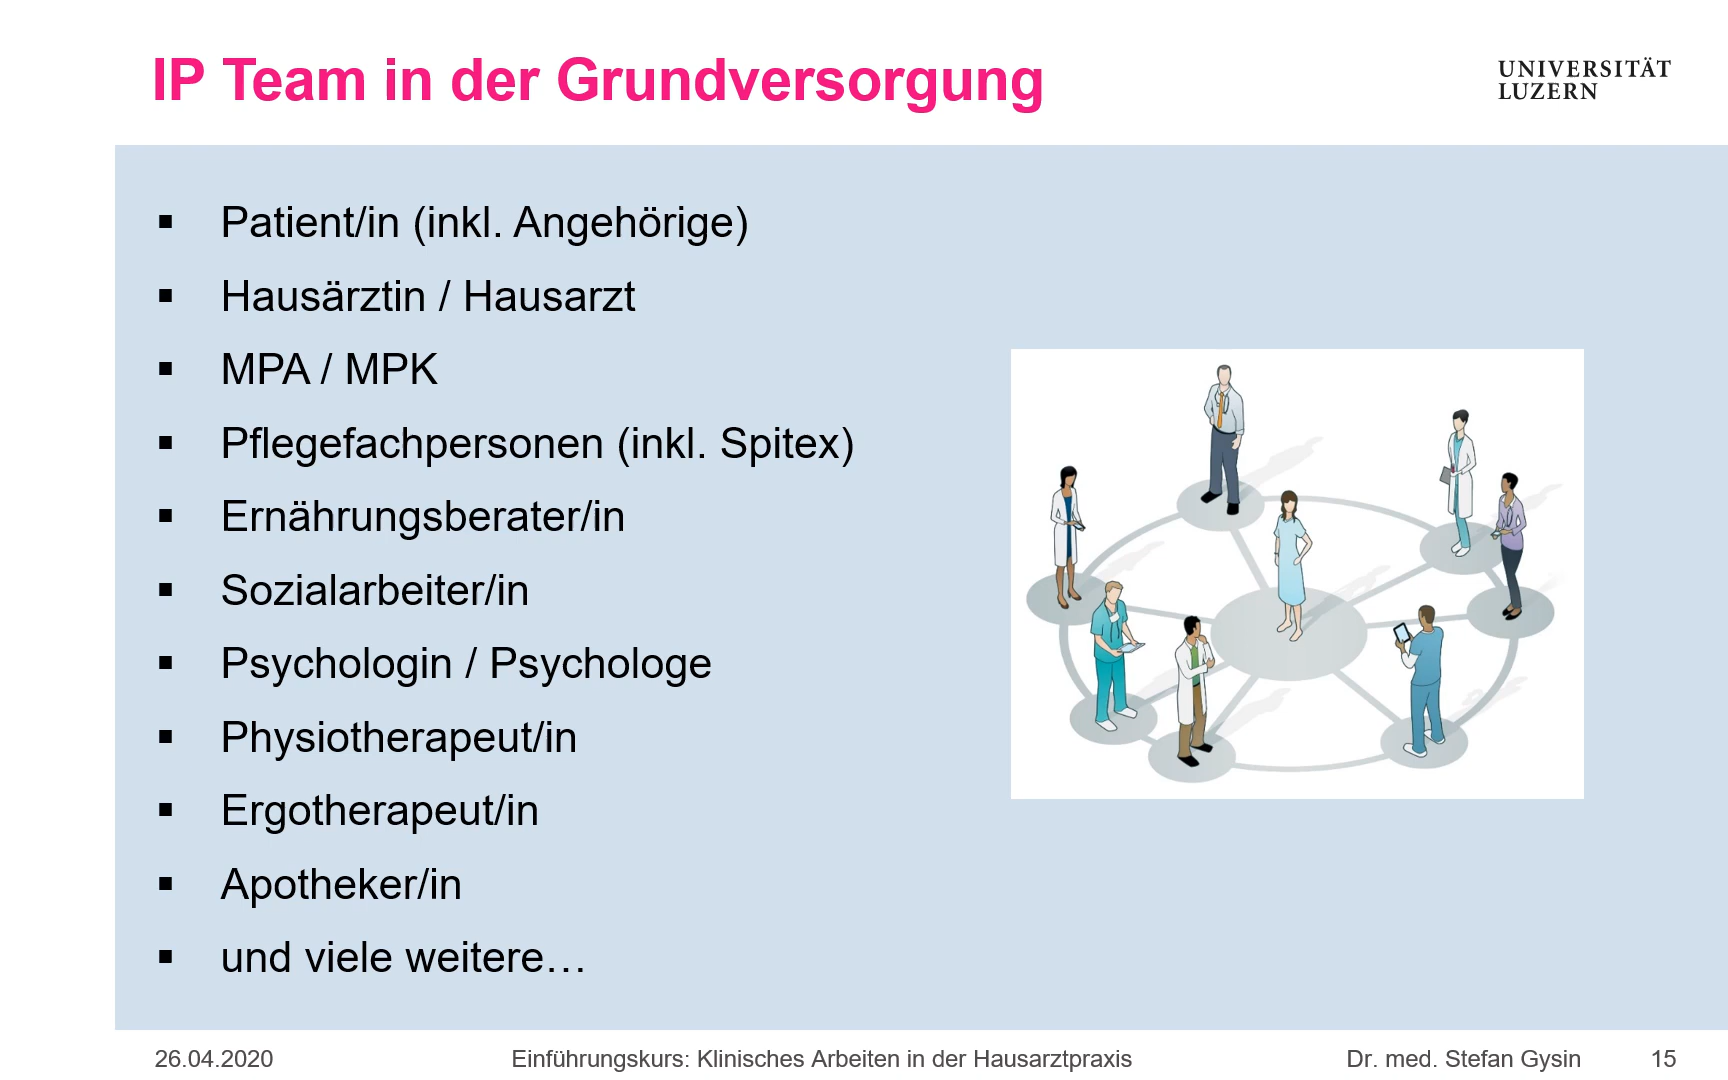 IP Team in der Grundversorgung
UNIVERSITÄT
LUZERN
▪ Patient/in (inkl. Angehörige)
▪ Hausärztin / Hausarzt
▪ MPA / MPK
▪ Pflegefachpersonen (inkl. Spitex)
▪ Ernährungsberater/in
▪ Sozialarbeiter/in
▪ Psychologin / Psychologe
▪ Physiotherapeut/in
▪ Ergotherapeut/in
▪ Apotheker/in
▪ und viele weitere…
26.04.2020 Einführungskurs: Klinisches Arbeiten in der Hausarztpraxis Dr. med. Stefan Gysin 15